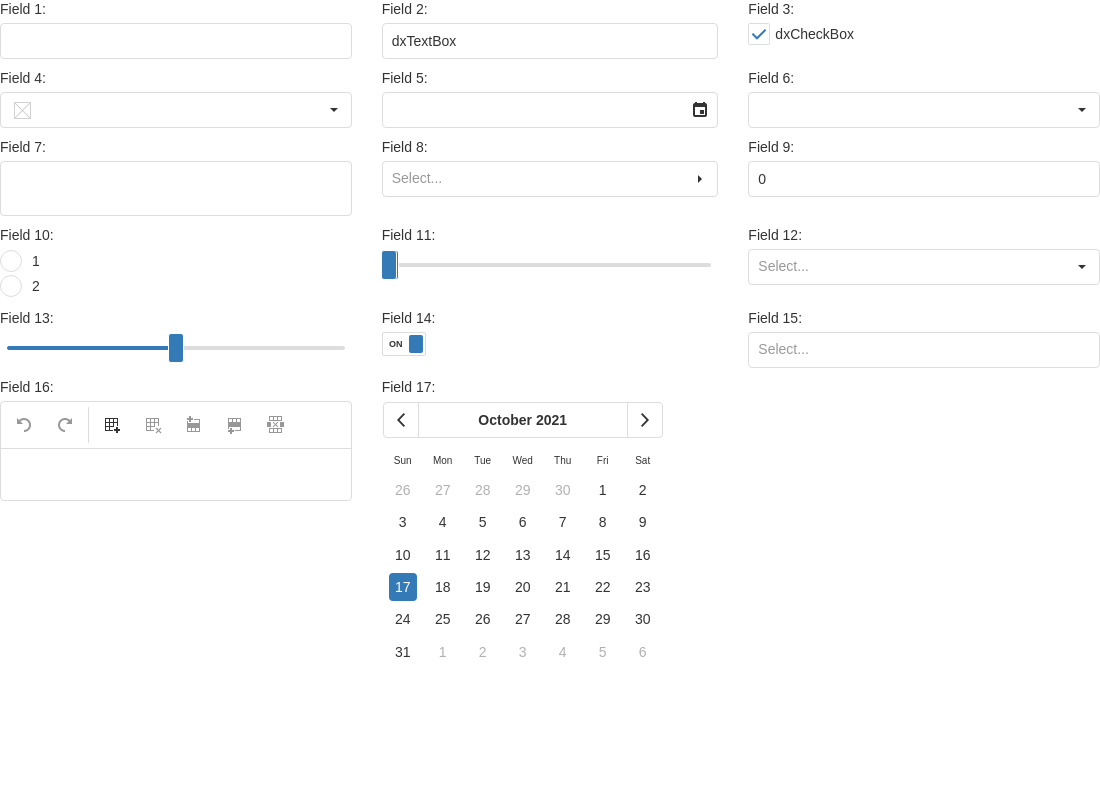 Field 1:
Field 2:
Field 3:
dxTextBox
dxCheckBox
Field 4:
Field 5:
Field 6:
Field 7:
Field 8:
Field 9:
Select...
0
Field 10:
Field 11:
Field 12:
1
2
Select...
Field 13:
Field 14:
Field 15:
ON
Select...
Field 16:
Field 17:
October 2021
Sun Mon Tue Wed Thu Fri Sat
26 27 28 29 30 1 2
3 4 5 6 7 8 9
10 11 12 13 14 15 16
17 18 19 20 21 22 23
24 25 26 27 28 29 30
31 1 2 3 4 5 6